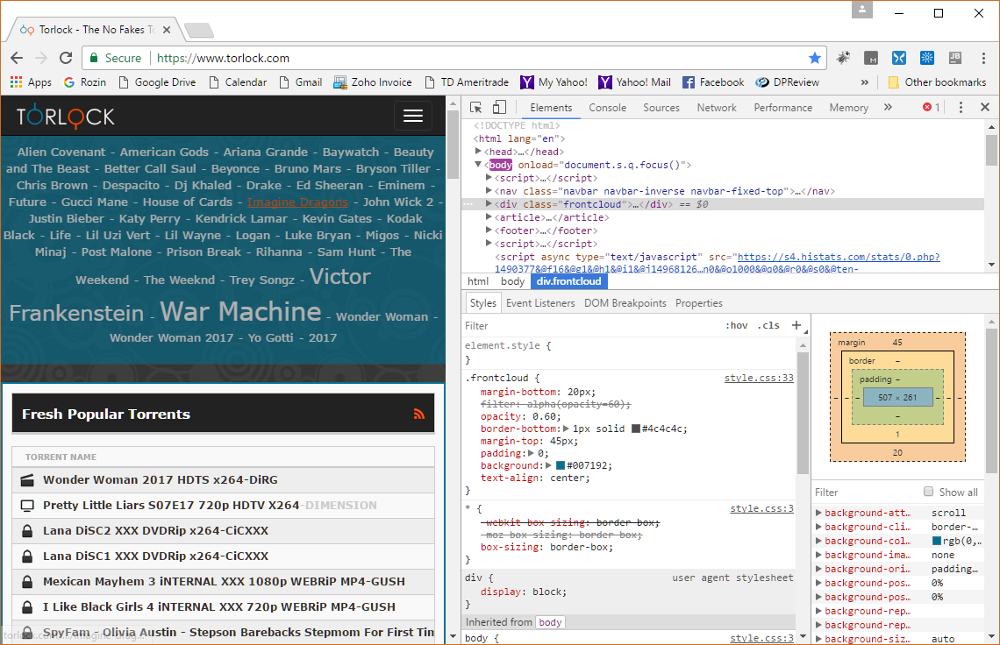 Torlock - The No Fakes To
Secure
https://www.torlock.com
Apps
Rozin
Google Drive
Calendar
Gmail
Zoho Invoice
TD Ameritrade
My Yahoo!
Yahoo! Mail
Facebook
DPReview
»
Other bookmarks
TORLOCK
Alien Covenant - American Gods - Ariana Grande - Baywatch - Beauty
and The Beast - Better Call Saul - Beyonce - Bruno Mars - Bryson Tiller -
Chris Brown - Despacito - Dj Khaled - Drake - Ed Sheeran - Eminem -
Future - Gucci Mane - House of Cards - Imagine Dragons - John Wick 2 -
Justin Bieber - Katy Perry - Kendrick Lamar - Kevin Gates - Kodak
Black - Life - Lil Uzi Vert - Lil Wayne - Logan - Luke Bryan - Migos - Nicki
Minaj - Post Malone - Prison Break - Rihanna - Sam Hunt - The
Weekend - The Weeknd - Trey Songz - Victor
Frankenstein - War Machine - Wonder Woman -
Wonder Woman 2017 - Yo Gotti - 2017
Fresh Popular Torrents
TORRENT NAME
Wonder Woman 2017 HDTS x264-DiRG
Pretty Little Liars S07E17 720p HDTV X264-DIMENSION
Lana DiSC2 XXX DVDRip x264-CiCXXX
Lana DiSC1 XXX DVDRip x264-CiCXXX
Mexican Mayhem 3 iNTERNAL XXX 1080p WEBRiP MP4-GUSH
I Like Black Girls 4 iNTERNAL XXX 720p WEBRiP MP4-GUSH
SpyFam - Olivia Austin - Stepson Barebacks Stepmom For First Tin
Elements
Console
Sources
Network
Performance
Memory
»
1
<!DOCTYPE html>
<html lang="en">
<head>…</head>
<body onload="document.s.q.focus()">
<script>…</script>
<nav class="navbar navbar-inverse navbar-fixed-top">…</nav>
<div class="frontcloud">…</div> == $0
<article>…</article>
<footer>…</footer>
<script>…</script>
<script async type="text/javascript" src="https://s4.histats.com/stats/0.php?
html body div.frontcloud
Styles
Event Listeners
DOM Breakpoints
Properties
Filter
:hov .cls +
element.style {
}
.frontcloud {
style.css:33
margin-bottom: 20px;
filter: alpha(opacity=60);
opacity: 0.60;
border-bottom: 1px solid #4c4c4c;
margin-top: 45px;
padding: 0;
background: #007192;
text-align: center;
}
* {
style.css:3
-webkit-box-sizing: border-box;
-moz-box-sizing: border-box;
box-sizing: border-box;
}
div {
user agent stylesheet
display: block;
}
Inherited from body
body {
style.css:3
margin 45
border –
padding –
507 × 261
–
1
20
Filter
Show all
background-att… scroll
background-cli… border-…
background-col… rgb(0,…
background-ima… none
background-ori… padding…
background-pos… 0%
background-pos… 0%
background-rep…
background-rep…
background-siz… auto